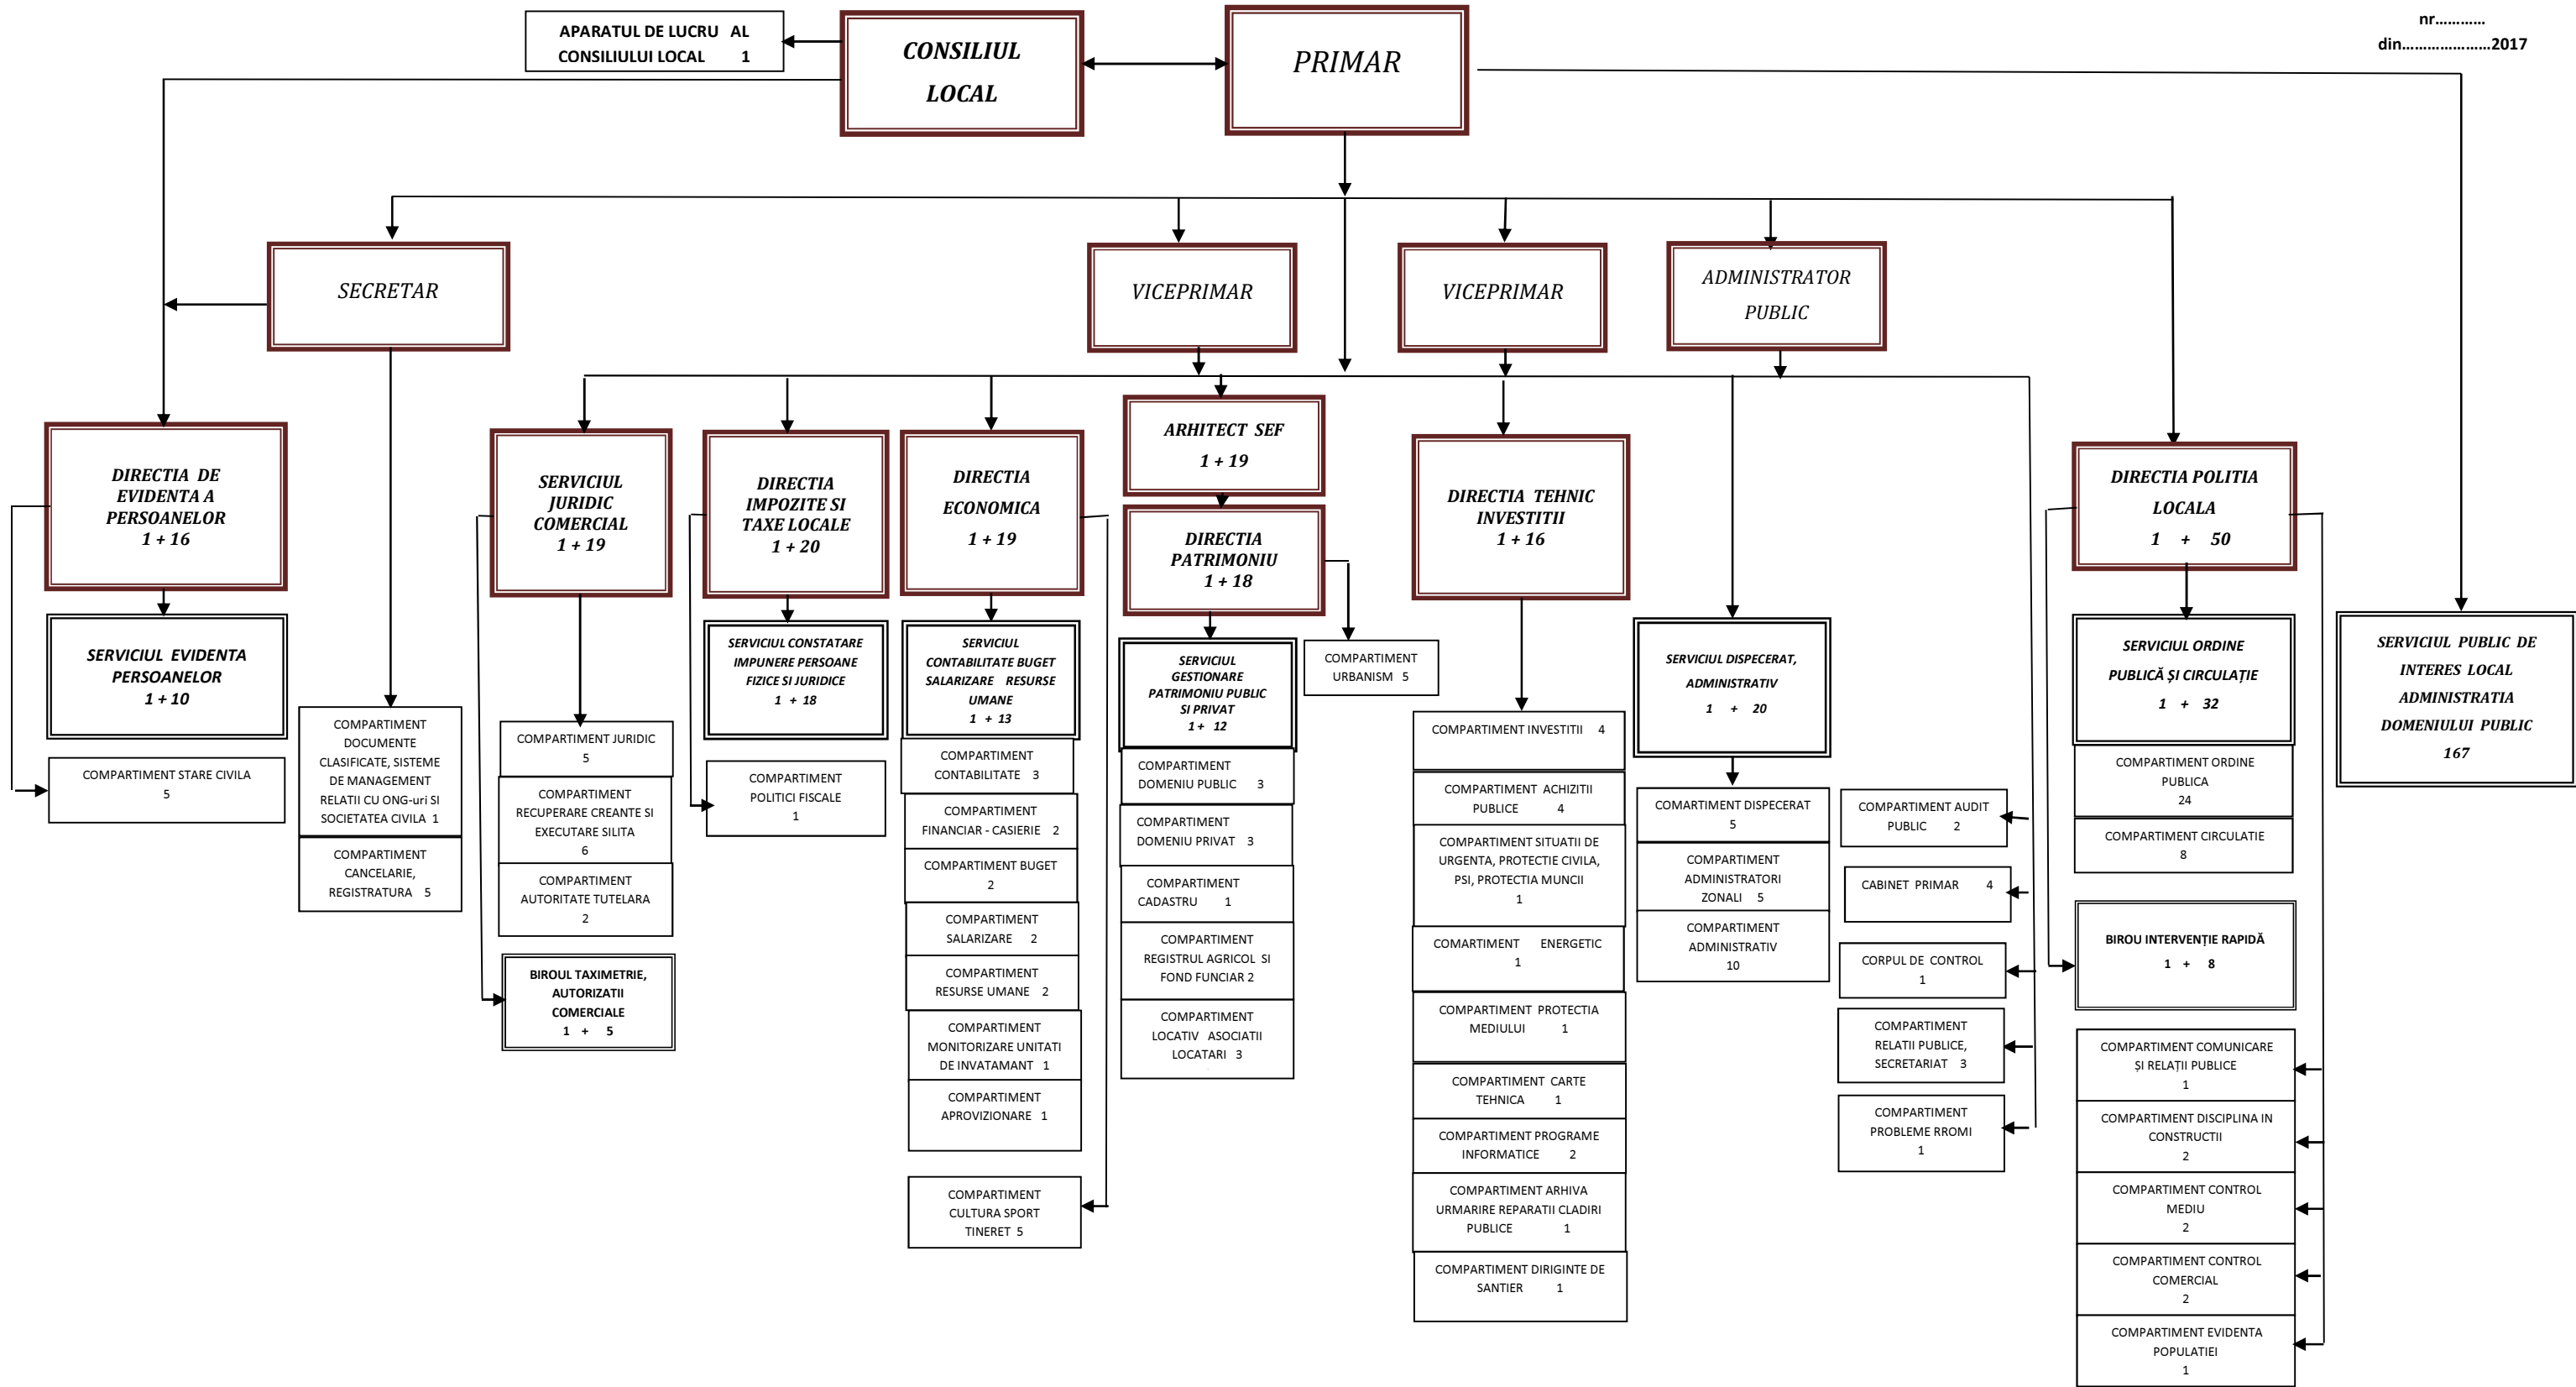 nr............
din....................2017
APARATUL DE LUCRU AL
CONSILIULUI LOCAL 1
CONSILIUL
LOCAL
PRIMAR
SECRETAR
VICEPRIMAR
VICEPRIMAR
ADMINISTRATOR
PUBLIC
DIRECTIA DE
EVIDENTA A
PERSOANELOR
1 + 16
SERVICIUL EVIDENTA
PERSOANELOR
1 + 10
COMPARTIMENT STARE CIVILA
5
COMPARTIMENT
DOCUMENTE
CLASIFICATE, SISTEME
DE MANAGEMENT
RELATII CU ONG-uri SI
SOCIETATEA CIVILA 1
COMPARTIMENT
CANCELARIE,
REGISTRATURA 5
SERVICIUL
JURIDIC
COMERCIAL
1 + 19
COMPARTIMENT JURIDIC
5
COMPARTIMENT
RECUPERARE CREANTE SI
EXECUTARE SILITA
6
COMPARTIMENT
AUTORITATE TUTELARA
2
BIROUL TAXIMETRIE,
AUTORIZATII
COMERCIALE
1 + 5
DIRECTIA
IMPOZITE SI
TAXE LOCALE
1 + 20
SERVICIUL CONSTATARE
IMPUNERE PERSOANE
FIZICE SI JURIDICE
1 + 18
COMPARTIMENT
POLITICI FISCALE
1
DIRECTIA
ECONOMICA
1 + 19
SERVICIUL
CONTABILITATE BUGET
SALARIZARE RESURSE
UMANE
1 + 13
COMPARTIMENT
CONTABILITATE 3
COMPARTIMENT
FINANCIAR - CASIERIE 2
COMPARTIMENT BUGET
2
COMPARTIMENT
SALARIZARE 2
COMPARTIMENT
RESURSE UMANE 2
COMPARTIMENT
MONITORIZARE UNITATI
DE INVATAMANT 1
COMPARTIMENT
APROVIZIONARE 1
COMPARTIMENT
CULTURA SPORT
TINERET 5
ARHITECT SEF
1 + 19
DIRECTIA
PATRIMONIU
1 + 18
SERVICIUL
GESTIONARE
PATRIMONIU PUBLIC
SI PRIVAT
1 + 12
COMPARTIMENT
DOMENIU PUBLIC 3
COMPARTIMENT
DOMENIU PRIVAT 3
COMPARTIMENT
CADASTRU 1
COMPARTIMENT
REGISTRUL AGRICOL SI
FOND FUNCIAR 2
COMPARTIMENT
LOCATIV ASOCIATII
LOCATARI 3
COMPARTIMENT
URBANISM 5
DIRECTIA TEHNIC
INVESTITII
1 + 16
COMPARTIMENT INVESTITII 4
COMPARTIMENT ACHIZITII
PUBLICE 4
COMPARTIMENT SITUATII DE
URGENTA, PROTECTIE CIVILA,
PSI, PROTECTIA MUNCII
1
COMARTIMENT ENERGETIC
1
COMPARTIMENT PROTECTIA
MEDIULUI 1
COMPARTIMENT CARTE
TEHNICA 1
COMPARTIMENT PROGRAME
INFORMATICE 2
COMPARTIMENT ARHIVA
URMARIRE REPARATII CLADIRI
PUBLICE 1
COMPARTIMENT DIRIGINTE DE
SANTIER 1
SERVICIUL DISPECERAT,
ADMINISTRATIV
1 + 20
COMARTIMENT DISPECERAT
5
COMPARTIMENT
ADMINISTRATORI
ZONALI 5
COMPARTIMENT
ADMINISTRATIV
10
COMPARTIMENT AUDIT
PUBLIC 2
CABINET PRIMAR 4
CORPUL DE CONTROL
1
COMPARTIMENT
RELATII PUBLICE,
SECRETARIAT 3
COMPARTIMENT
PROBLEME RROMI
1
DIRECTIA POLITIA
LOCALA
1 + 50
SERVICIUL ORDINE
PUBLICĂ ȘI CIRCULAȚIE
1 + 32
COMPARTIMENT ORDINE
PUBLICA
24
COMPARTIMENT CIRCULATIE
8
BIROU INTERVENȚIE RAPIDĂ
1 + 8
COMPARTIMENT COMUNICARE
ȘI RELAȚII PUBLICE
1
COMPARTIMENT DISCIPLINA IN
CONSTRUCTII
2
COMPARTIMENT CONTROL
MEDIU
2
COMPARTIMENT CONTROL
COMERCIAL
2
COMPARTIMENT EVIDENTA
POPULATIEI
1
SERVICIUL PUBLIC DE
INTERES LOCAL
ADMINISTRATIA
DOMENIULUI PUBLIC
167